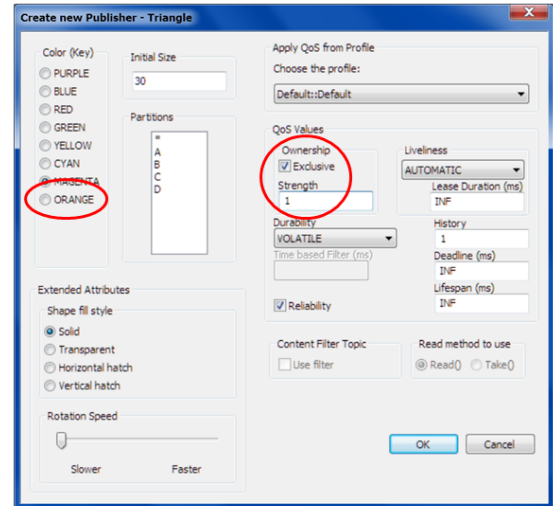 Create new Publisher - Triangle
Color (Key)
PURPLE
BLUE
RED
GREEN
YELLOW
CYAN
MAGENTA
ORANGE
Initial Size
30
Partitions
*
A
B
C
D
Apply QoS from Profile
Choose the profile:
Default::Default
QoS Values
Ownership
Exclusive
Strength
1
Liveliness
AUTOMATIC
Lease Duration (ms)
INF
Durability
VOLATILE
Time based Filter (ms)
Reliability
History
1
Deadline (ms)
INF
Lifespan (ms)
INF
Extended Attributes
Shape fill style
Solid
Transparent
Horizontal hatch
Vertical hatch
Content Filter Topic
Use filter
Read method to use
Read() Take()
Rotation Speed
Slower Faster
OK Cancel